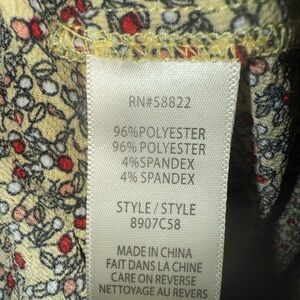 RN#58822
96%POLYESTER
96%POLYESTER
4%SPANDEX
4% SPANDEX
STYLE/STYLE
8907C58
MADE IN CHINA
FAIT DANS LA CHINE
CARE ON REVERSE
NETTOYAGE AU REVERS